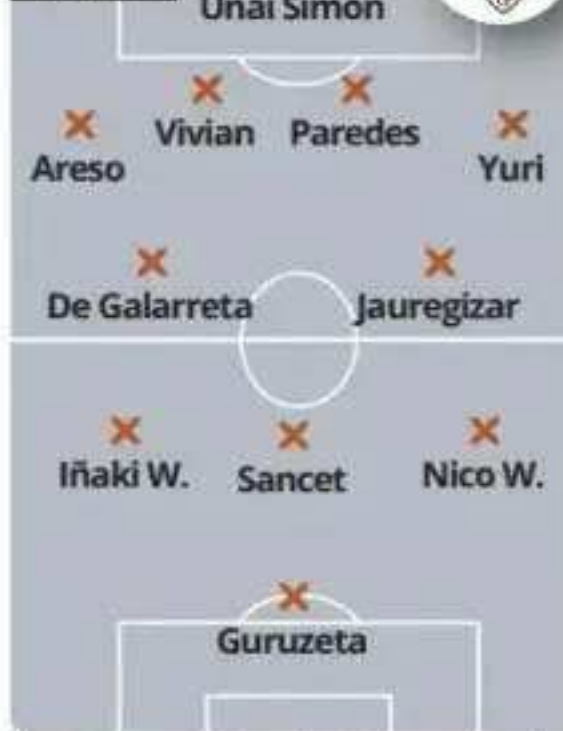 Unai Simón
Vivian Paredes
Areso Yuri
De Galarreta Jauregizar
Iñaki W. Sancet Nico W.
Guruzeta